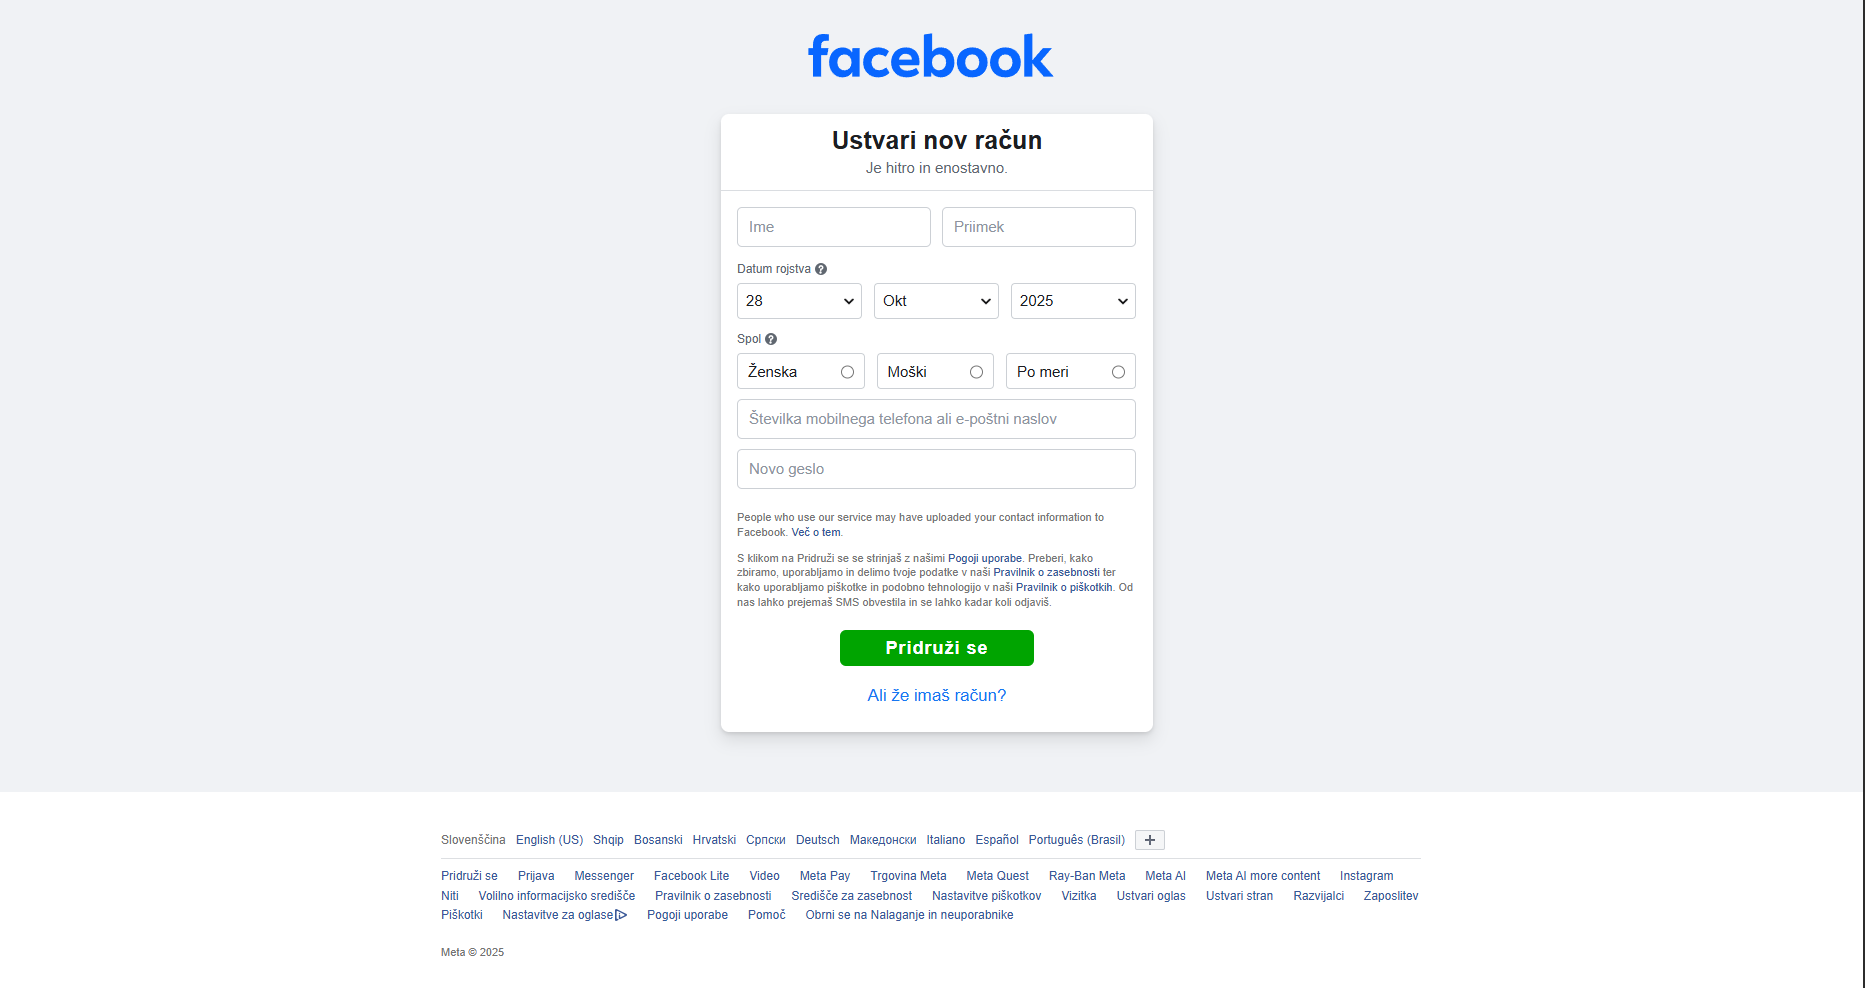 facebook
Ustvari nov račun
Je hitro in enostavno.
Ime Priimek
Datum rojstva
28 Okt 2025
Spol
Ženska Moški Po meri
Številka mobilnega telefona ali e-poštni naslov
Novo geslo
People who use our service may have uploaded your contact information to
Facebook. Več o tem.
S klikom na Pridruži se se strinjaš z našimi Pogoji uporabe. Preberi, kako
zbiramo, uporabljamo in delimo tvoje podatke v naši Pravilnik o zasebnosti ter
kako uporabljamo piškotke in podobno tehnologijo v naši Pravilnik o piškotkih. Od
nas lahko prejemaš SMS obvestila in se lahko kadar koli odjaviš.
Pridruži se
Ali že imaš račun?
Slovenščina English (US) Shqip Bosanski Hrvatski Српски Deutsch Македонски Italiano Español Português (Brasil)
Pridruži se Prijava Messenger Facebook Lite Video Meta Pay Trgovina Meta Meta Quest Ray-Ban Meta Meta AI Meta AI more content Instagram
Niti Volilno informacijsko središče Pravilnik o zasebnosti Središče za zasebnost Nastavitve piškotkov Vizitka Ustvari oglas Ustvari stran Razvijalci Zaposlitev
Piškotki Nastavitve za oglase Pogoji uporabe Pomoč Obrni se na Nalaganje in neuporabnike
Meta © 2025